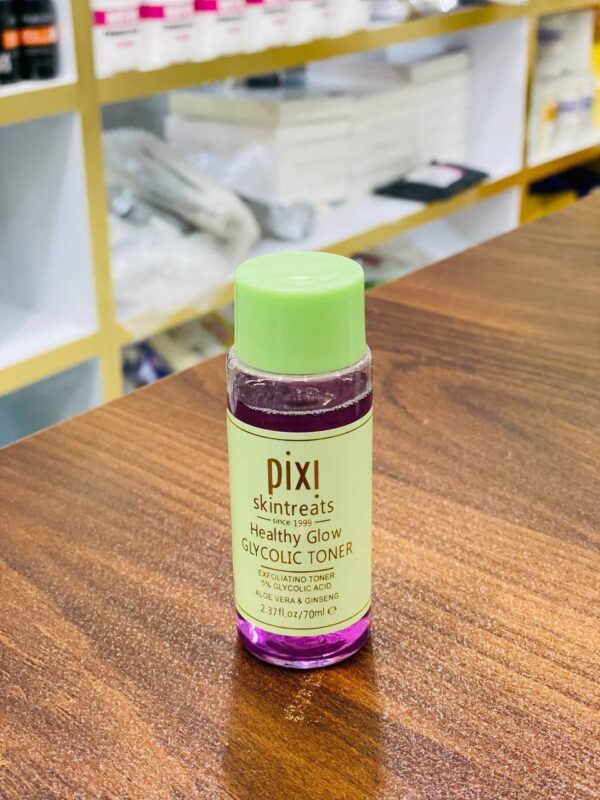 pixi
skintreats
since 1999
Healthy Glow
GLYCOLIC TONER
EXFOLIATINO TONER
5% GLYCOLIC ACID
ALOE VERA & GINSENG
2.37fl.oz/70ml ℮